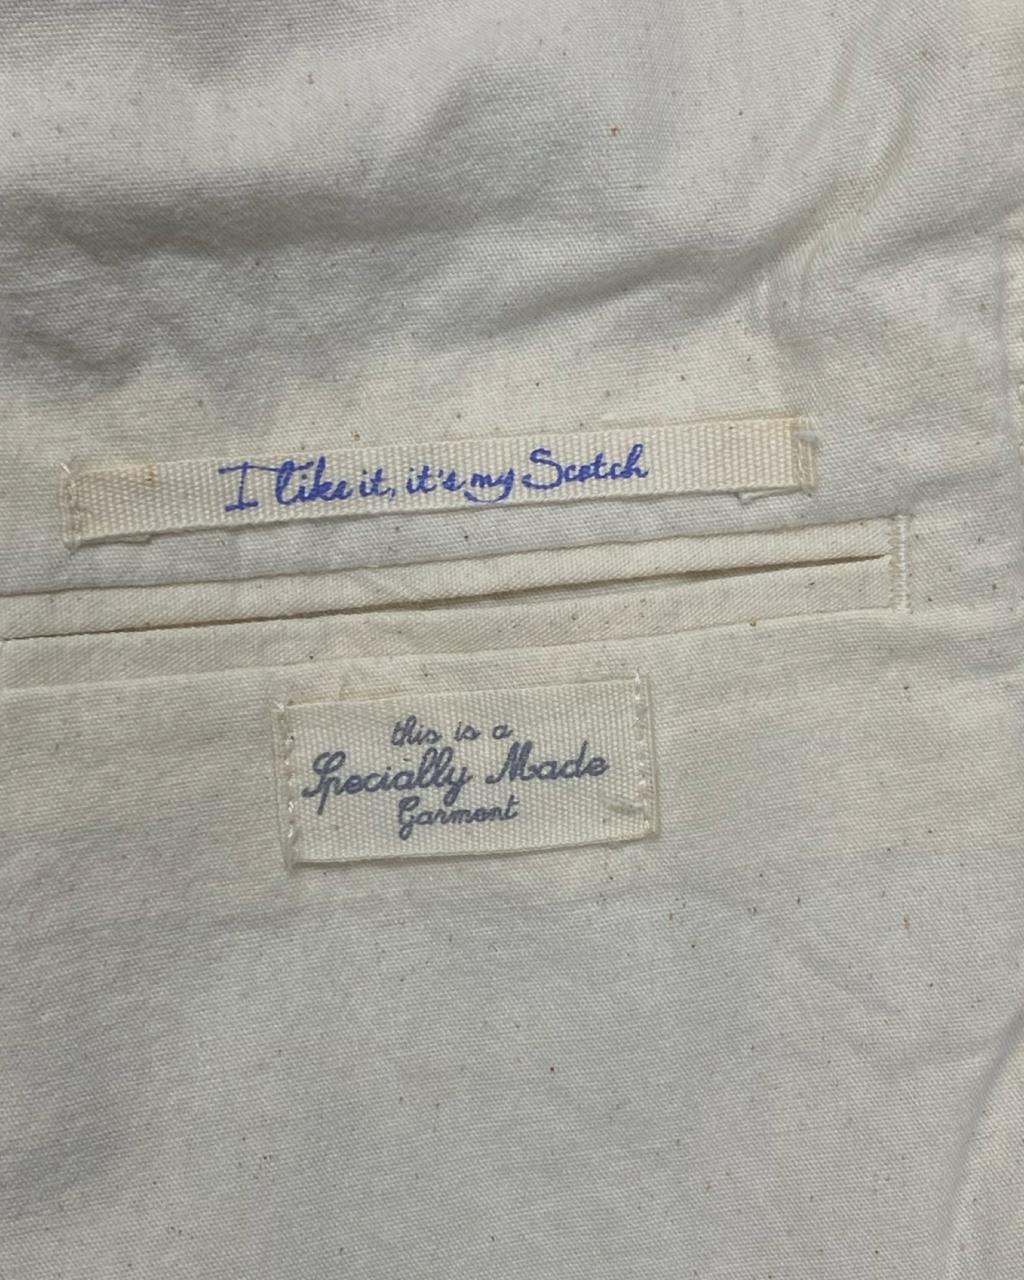 I like it, it's my Scotch
this is a
Specially Made
Garment